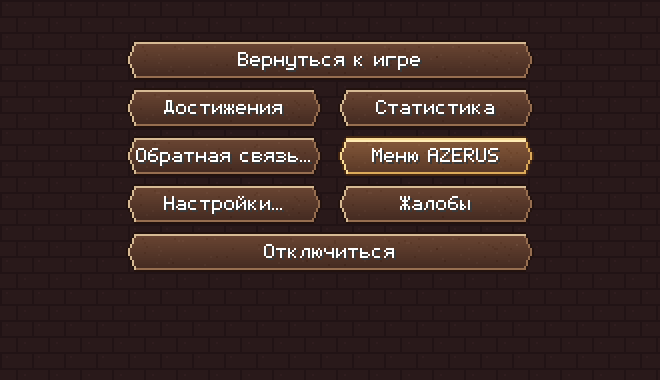 Вернуться к игре
Достижения
Статистика
Обратная связь...
Меню AZERUS
Настройки...
Жалобы
Отключиться